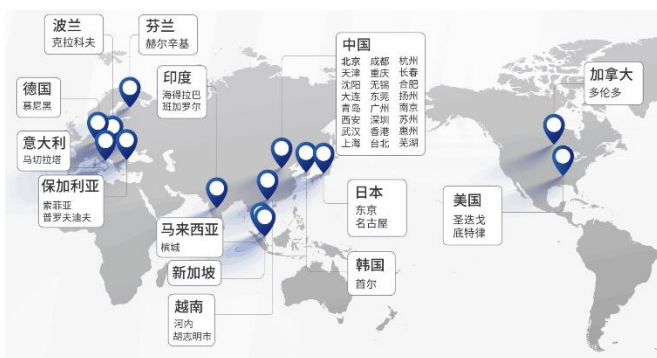 波兰
克拉科夫
芬兰
赫尔辛基
德国
慕尼黑
意大利
马切拉塔
保加利亚
索菲亚
普罗夫迪夫
印度
海得拉巴
班加罗尔
马来西亚
槟城
新加坡
越南
河内
胡志明市
中国
北京 成都 杭州
天津 重庆 长春
沈阳 无锡 合肥
大连 东莞 扬州
青岛 广州 南京
西安 深圳 苏州
武汉 香港 惠州
上海 台北 芜湖
日本
东京
名古屋
韩国
首尔
加拿大
多伦多
美国
圣迭戈
底特律